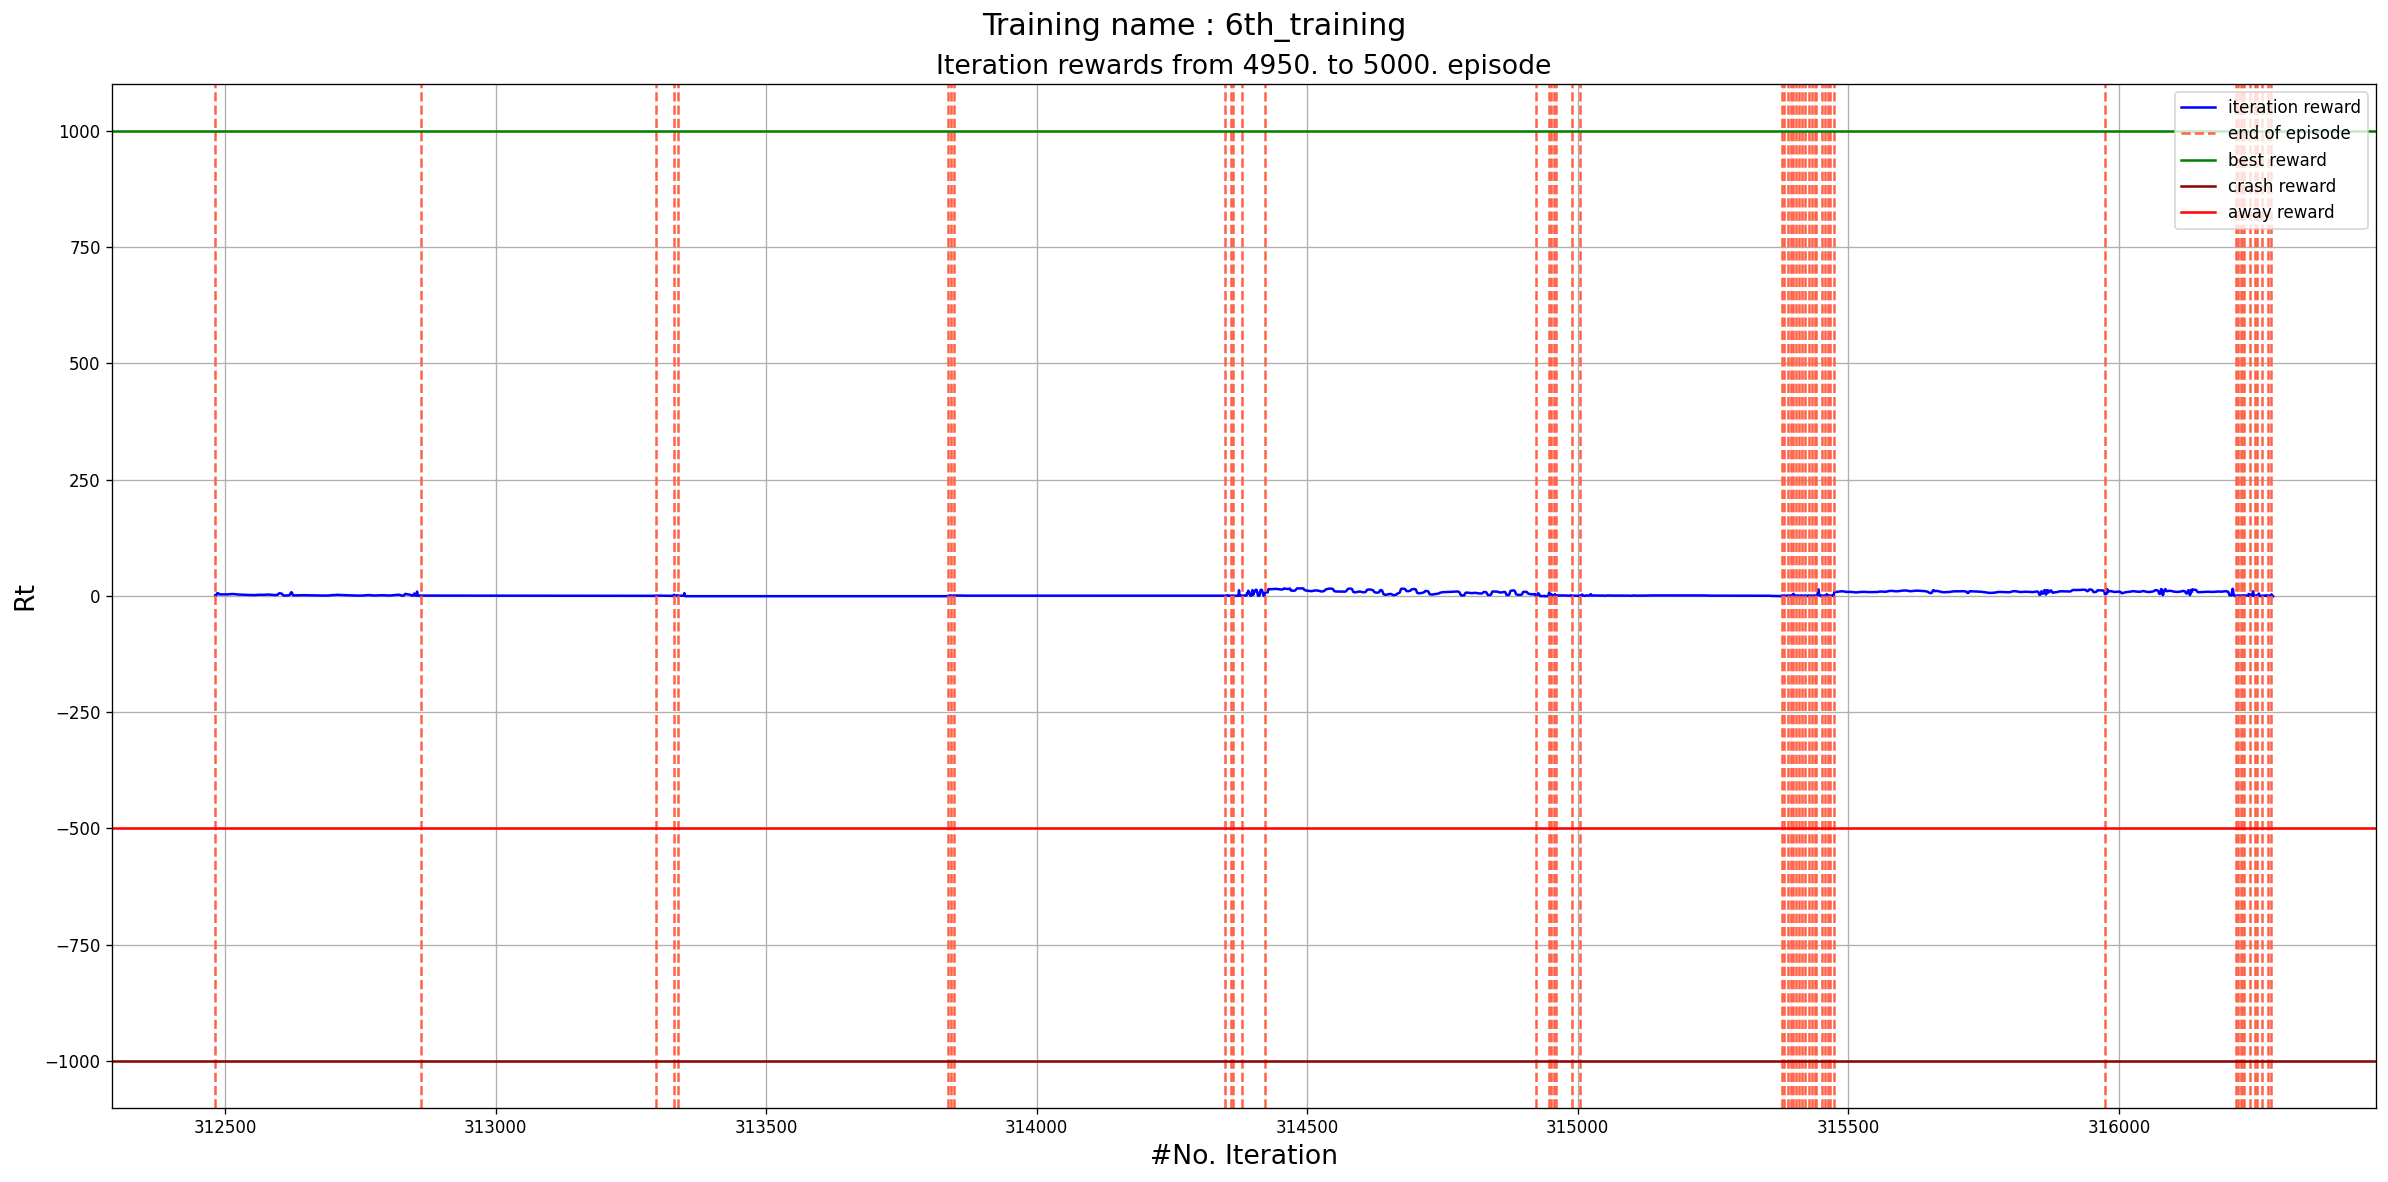 Training name : 6th_training
Iteration rewards from 4950. to 5000. episode
1000
750
500
250
0
−250
−500
−750
−1000
Rt
iteration reward
end of episode
best reward
crash reward
away reward
312500 313000 313500 314000 314500 315000 315500 316000
#No. Iteration